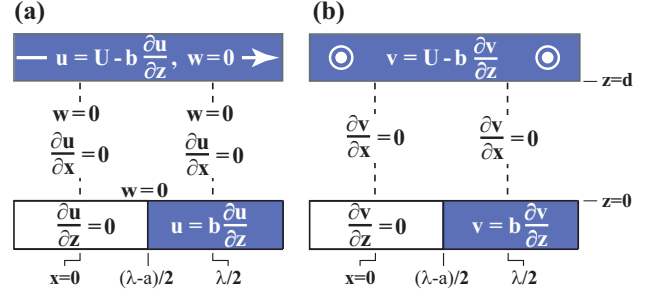 (a)
u = U - b ∂u/∂z, w=0
w=0 w=0
∂u/∂x = 0 ∂u/∂x = 0
w=0
∂u/∂z = 0 u = b ∂u/∂z
x=0 (λ-a)/2 λ/2
(b)
v = U - b ∂v/∂z
z=d
∂v/∂x = 0 ∂v/∂x = 0
z=0
∂v/∂z = 0 v = b ∂v/∂z
x=0 (λ-a)/2 λ/2